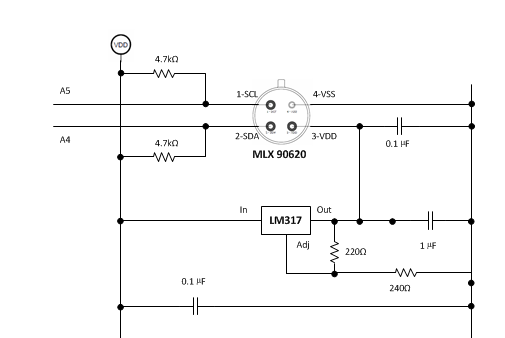 VDD
4.7kΩ
A5
1-SCL
4-VSS
A4
2-SDA
3-VDD
4.7kΩ
MLX 90620
0.1 µF
In
LM317
Out
Adj
220Ω
1 µF
0.1 µF
240Ω